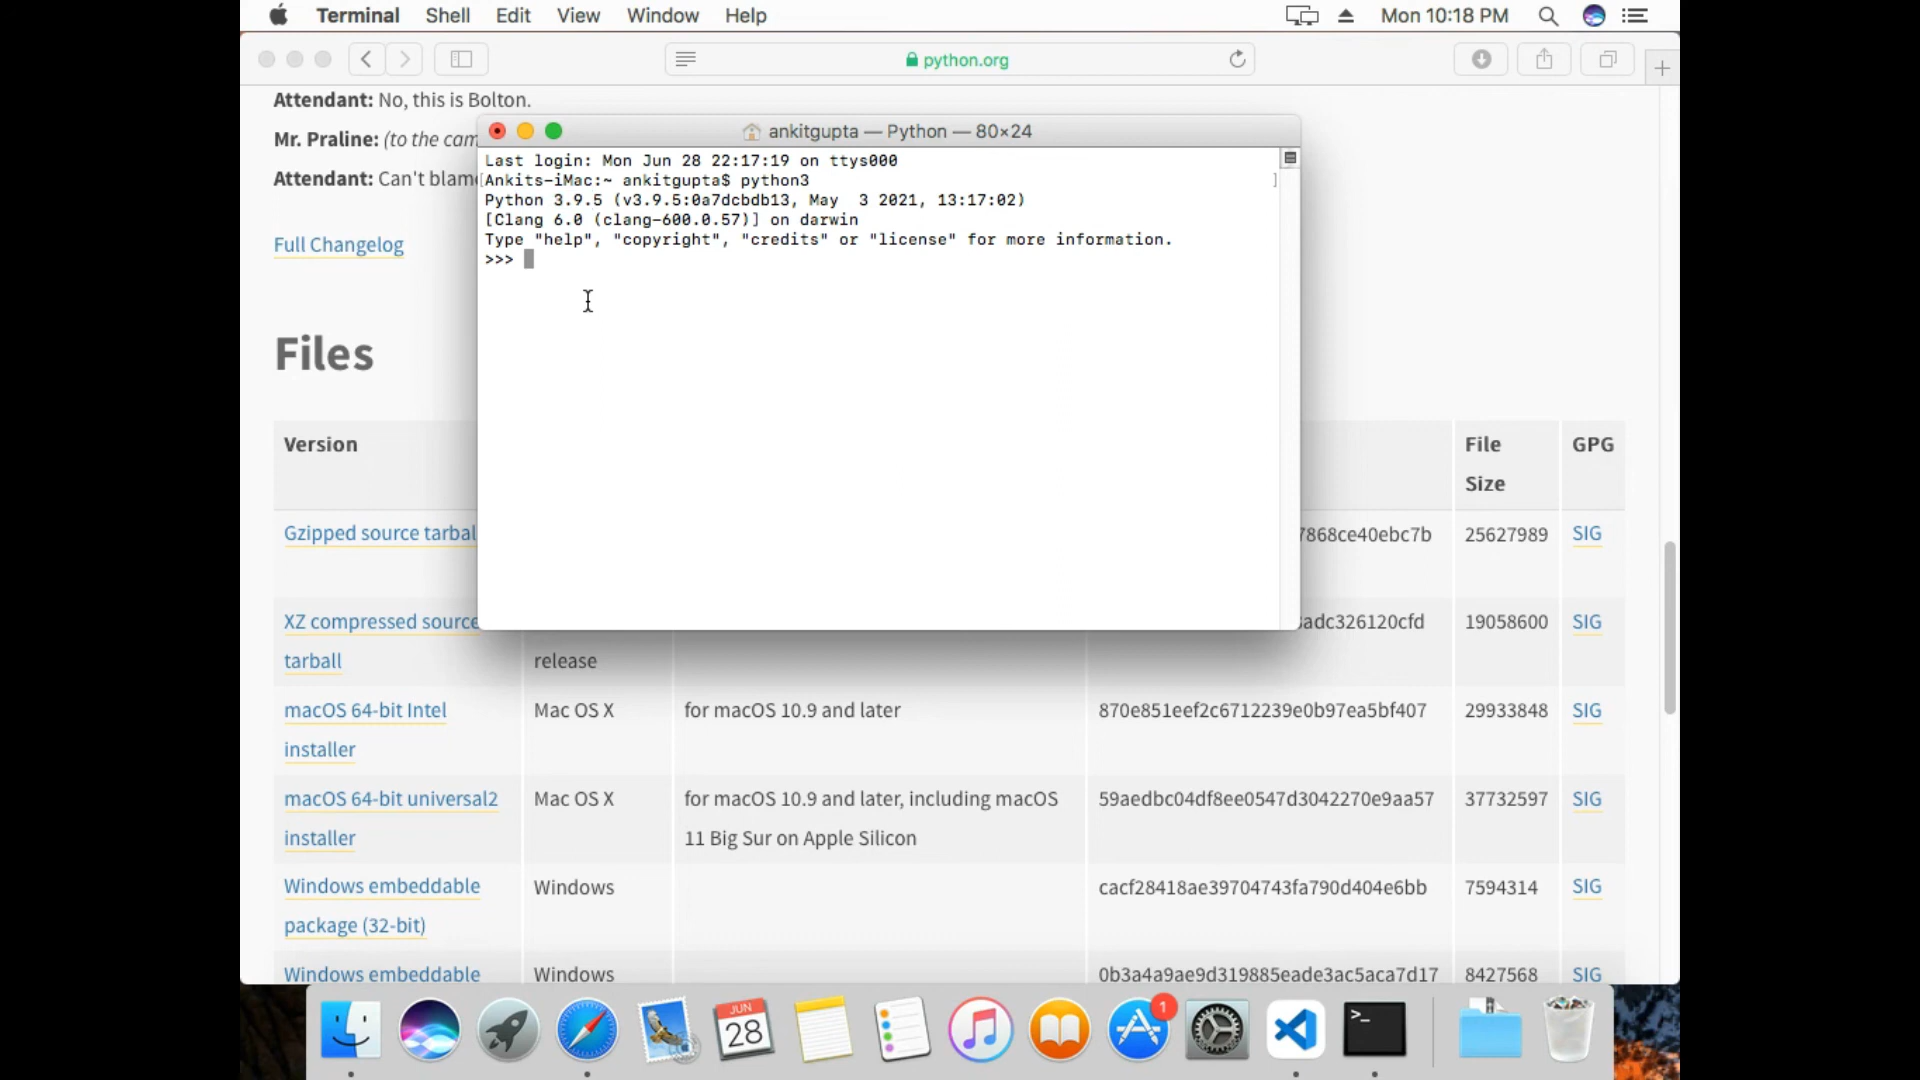 Terminal Shell Edit View Window Help Mon 10:18 PM
python.org
Attendant: No, this is Bolton.
Mr. Praline: (to the cam
Attendant: Can't blame
Full Changelog
ankitgupta — Python — 80×24
Last login: Mon Jun 28 22:17:19 on ttys000
[Ankits-iMac:~ ankitgupta$ python3 ]
Python 3.9.5 (v3.9.5:0a7dcbdb13, May  3 2021, 13:17:02)
[Clang 6.0 (clang-600.0.57)] on darwin
Type "help", "copyright", "credits" or "license" for more information.
>>>
Files
Version File Size GPG
Gzipped source tarbal 7868ce40ebc7b 25627989 SIG
XZ compressed source adc326120cfd 19058600 SIG
tarball release
macOS 64-bit Intel Mac OS X for macOS 10.9 and later 870e851eef2c6712239e0b97ea5bf407 29933848 SIG
installer
macOS 64-bit universal2 Mac OS X for macOS 10.9 and later, including macOS 59aedbc04df8ee0547d3042270e9aa57 37732597 SIG
installer 11 Big Sur on Apple Silicon
Windows embeddable Windows cacf28418ae39704743fa790d404e6bb 7594314 SIG
package (32-bit)
Windows embeddable Windows 0b3a4a9ae9d319885eade3ac5aca7d17 8427568 SIG
JUN
28
1
>_